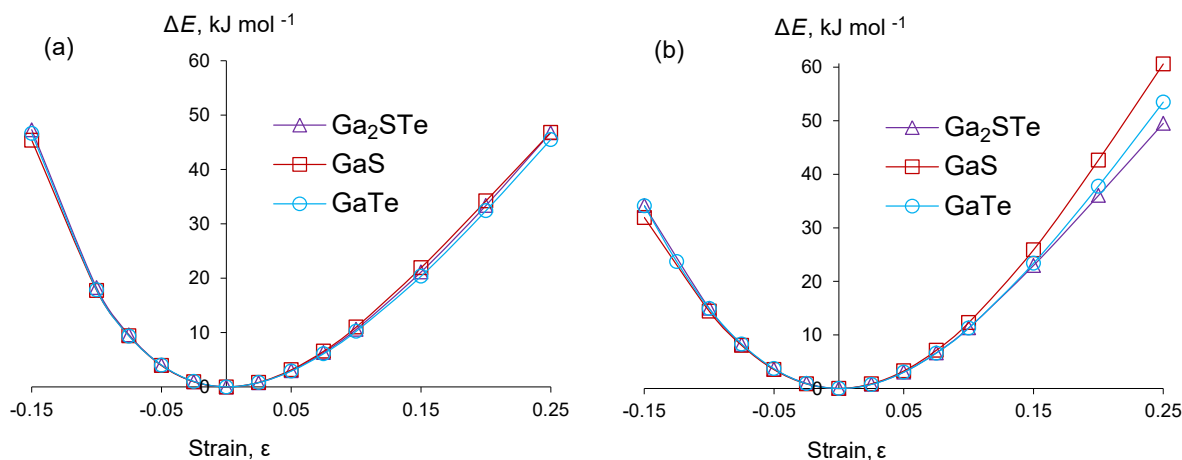 ΔE, kJ mol -1
(a)
60
50
40
30
20
10
0
Ga2STe
GaS
GaTe
-0.15
-0.05
0.05
0.15
0.25
Strain, ε
ΔE, kJ mol -1
(b)
60
50
40
30
20
10
0
Ga2STe
GaS
GaTe
-0.15
-0.05
0.05
0.15
0.25
Strain, ε